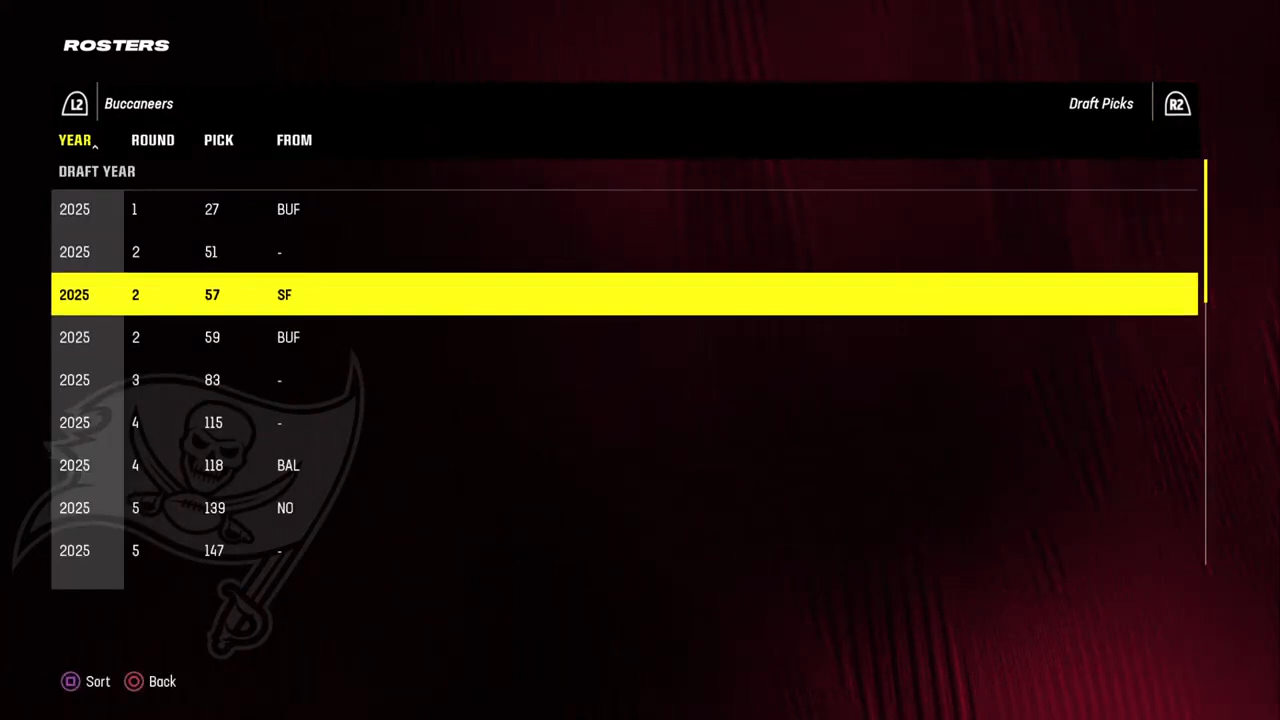 ROSTERS
L2 Buccaneers Draft Picks R2
YEAR ROUND PICK FROM
DRAFT YEAR
2025 1 27 BUF
2025 2 51 -
2025 2 57 SF
2025 2 59 BUF
2025 3 83 -
2025 4 115 -
2025 4 118 BAL
2025 5 139 NO
2025 5 147 -
Sort Back